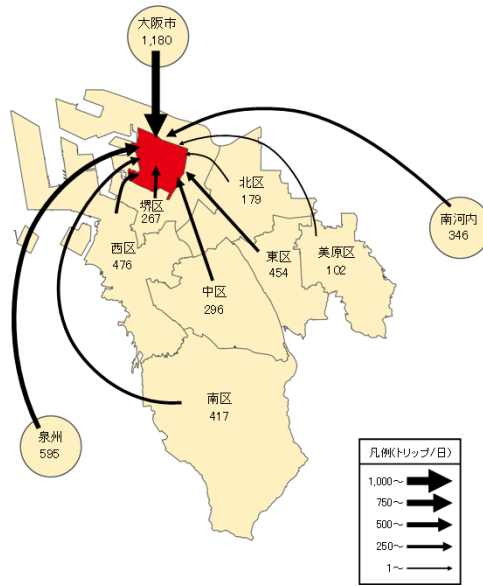 大阪市
1,180
北区
179
堺区
267
南河内
346
西区
476
東区
454
美原区
102
中区
296
南区
417
泉州
595
凡例(トリップ/日)
1,000～
750～
500～
250～
1～